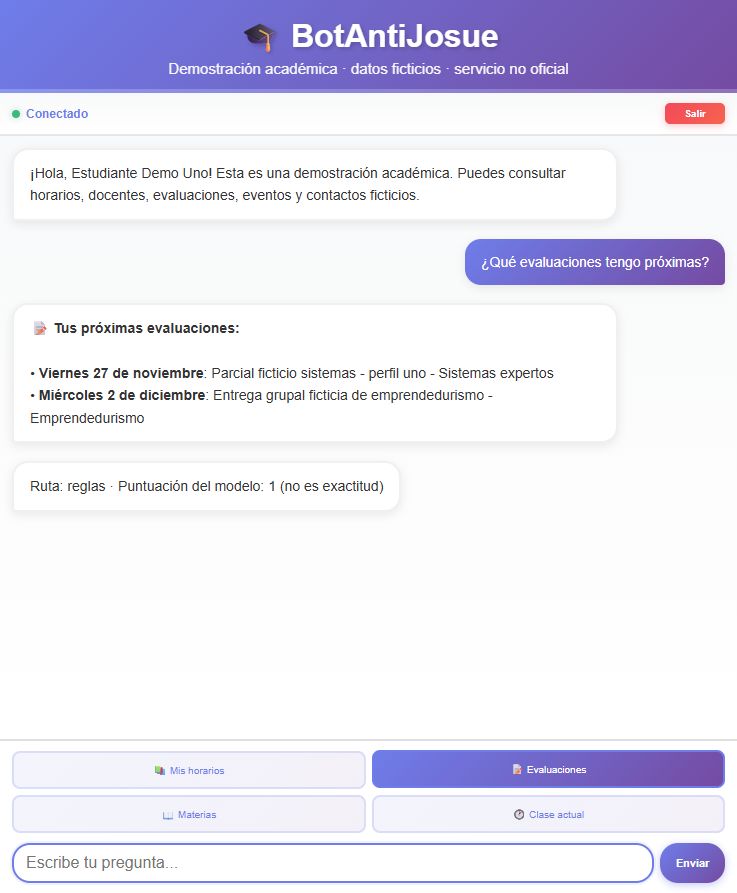 🎓 BotAntiJosue
Demostración académica · datos ficticios · servicio no oficial
Conectado
Salir
¡Hola, Estudiante Demo Uno! Esta es una demostración académica. Puedes consultar
horarios, docentes, evaluaciones, eventos y contactos ficticios.
¿Qué evaluaciones tengo próximas?
📝 Tus próximas evaluaciones:
• Viernes 27 de noviembre: Parcial ficticio sistemas - perfil uno - Sistemas expertos
• Miércoles 2 de diciembre: Entrega grupal ficticia de emprendedurismo -
Emprendedurismo
Ruta: reglas · Puntuación del modelo: 1 (no es exactitud)
📚 Mis horarios
📝 Evaluaciones
📖 Materias
🕐 Clase actual
Escribe tu pregunta...
Enviar